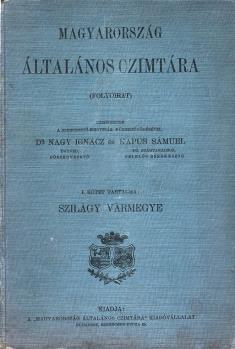 MAGYARORSZÁG
ÁLTALÁNOS CZIMTÁRA
(FOLYÓIRAT)
SZERKESZTIK
Dr NAGY IGNÁCZ és KAPUS SÁMUEL
I. KÖTET TARTALMA:
SZILÁGY VÁRMEGYE
KIADJA:
A „MAGYARORSZÁG ÁLTALÁNOS CZIMTÁRA” KIADÓVÁLLALAT